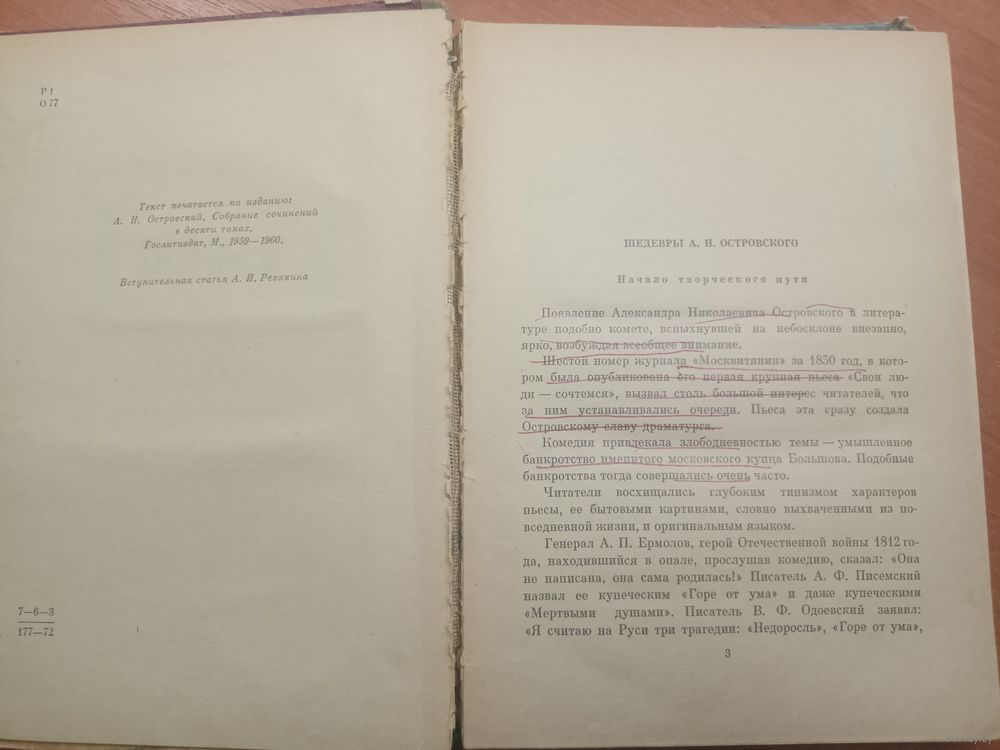 Р 1
О 77
Текст печатается по изданию:
А. Н. Островский, Собрание сочинений
в десяти томах,
Гослитиздат, М., 1959—1960.
Вступительная статья А. И. Ревякина
7—6—3
177—72
ШЕДЕВРЫ А. Н. ОСТРОВСКОГО
Начало творческого пути
Появление Александра Николаевича Островского в литера-
туре подобно комете, вспыхнувшей на небосклоне внезапно,
ярко, возбуждая всеобщее внимание.
Шестой номер журнала «Москвитянин» за 1850 год, в кото-
ром была опубликована его первая крупная пьеса «Свои лю-
ди — сочтемся», вызвал столь большой интерес читателей, что
за ним устанавливались очереди. Пьеса эта сразу создала
Островскому славу драматурга.
Комедия привлекала злободневностью темы — умышленное
банкротство именитого московского купца Большова. Подобные
банкротства тогда совершались очень часто.
Читатели восхищались глубоким типизмом характеров
пьесы, ее бытовыми картинами, словно выхваченными из по-
вседневной жизни, и оригинальным языком.
Генерал А. П. Ермолов, герой Отечественной войны 1812 го-
да, находившийся в опале, прослушав комедию, сказал: «Она
не написана, она сама родилась!» Писатель А. Ф. Писемский
назвал ее купеческим «Горе от ума» и даже купеческими
«Мертвыми душами». Писатель В. Ф. Одоевский заявил:
«Я считаю на Руси три трагедии: «Недоросль», «Горе от ума»,
3